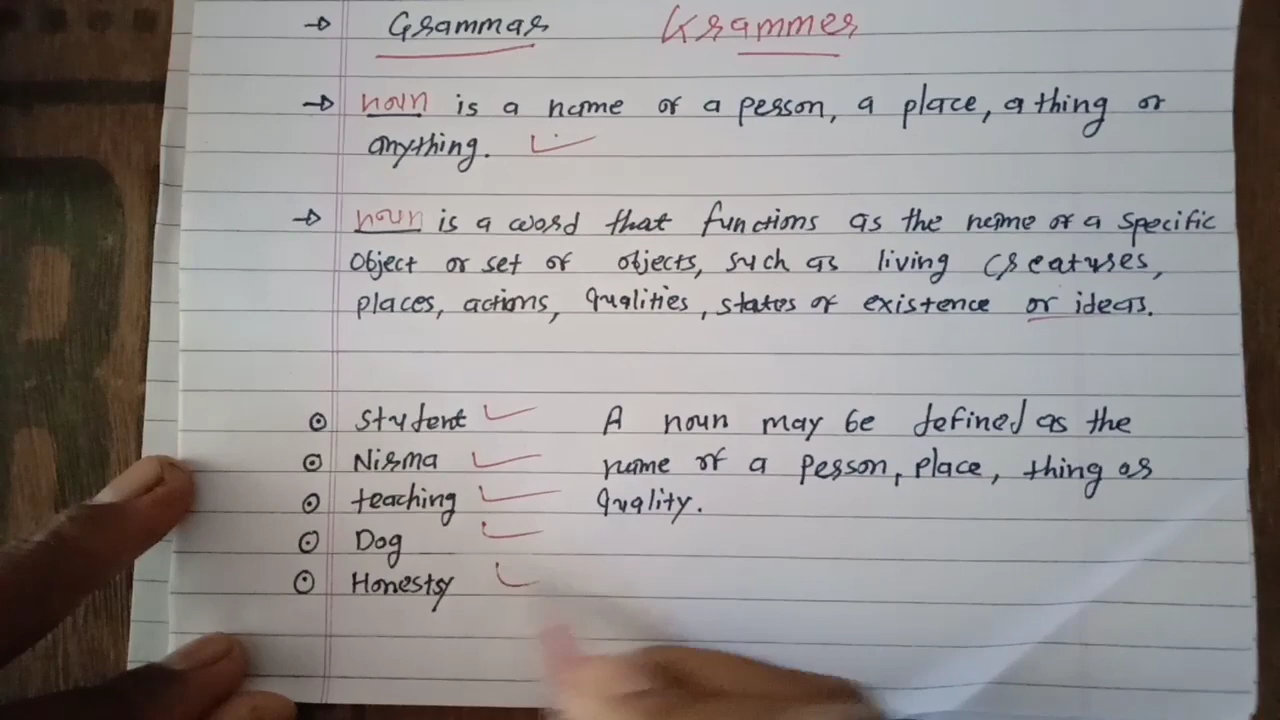 → Grammar Krammer
→ noun is a name of a person, a place, a thing or
anything.
→ noun is a word that functions as the name of a specific
object or set of objects, such as living creatures,
places, actions, qualities, states of existence or ideas.
⊙ Student
⊙ Nirma
⊙ teaching
⊙ Dog
⊙ Honesty
A noun may be defined as the
name of a person, place, thing or
quality.